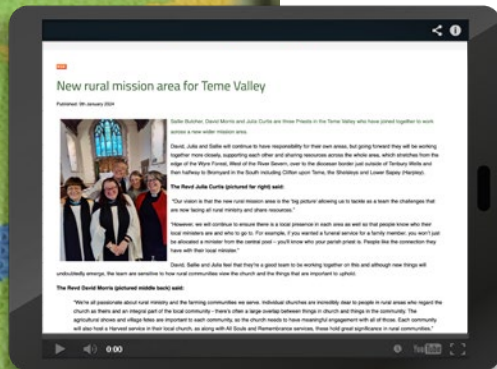 New rural mission area for Teme Valley
Published: 9th January 2024
Sallie Butcher, David Morris and Julia Curtis are three Priests in the Teme Valley who have joined together to work
across a new wider mission area.
David, Julia and Sallie will continue to have responsibility for their own areas, but going forward they will be working
together more closely, supporting each other and sharing resources across the whole area, which stretches from the
edge of the Wyre Forest, West of the River Severn, over to the diocesan border just outside of Tenbury Wells and
then halfway to Bromyard in the South including Clifton upon Teme, the Shelsleys and Lower Sapey (Harpley).
The Revd Julia Curtis (pictured far right) said:
"Our vision is that the new rural mission area is the 'big picture' allowing us to tackle as a team the challenges that
are now facing all rural ministry and share resources."
"However, we will continue to ensure there is a local presence in each area as well so that people know who their
local ministers are and who to go to. For example, if you wanted a funeral service for a family member, you won't just
be allocated a minister from the central pool – you'll know who your parish priest is. People like the connection they
have with their local minister."
David, Sallie and Julia feel that they're a good team to be working together on this and although new things will
undoubtedly emerge, the team are sensitive to how rural communities view the church and the things that are important to uphold.
The Revd David Morris (pictured middle back) said:
"We're all passionate about rural ministry and the farming communities we serve. Individual churches are incredibly dear to people in rural areas who regard the
church as theirs and an integral part of the local community - there's often a large overlap between things in church and things in the community. The
agricultural shows and village fetes are important to each community, so the church needs to have meaningful engagement with all of those. Each community
will also host a Harvest service in their local church, as along with All Souls and Remembrance services, these hold great significance in rural communities."
0:00
YouTube